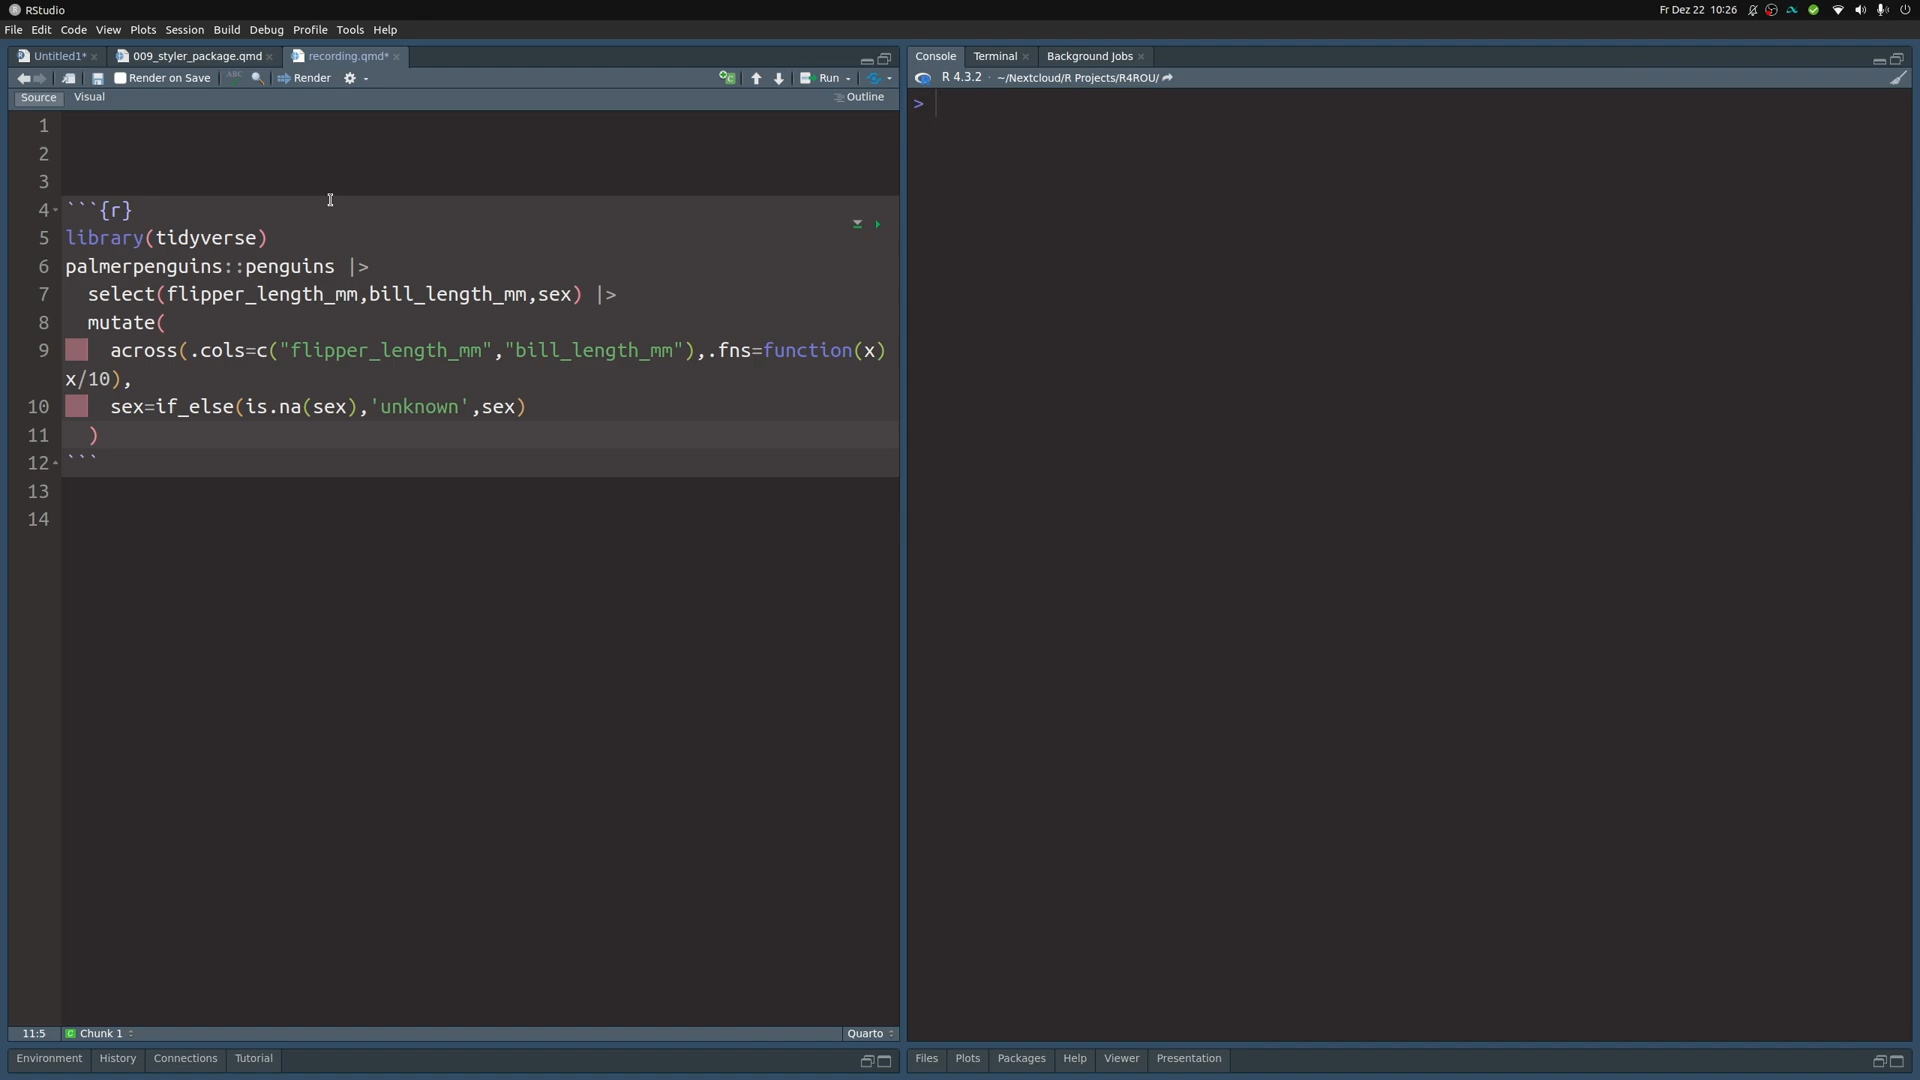 RStudio
Fr Dez 22 10:26
File Edit Code View Plots Session Build Debug Profile Tools Help
Untitled1* 009_styler_package.qmd recording.qmd*
Console Terminal Background Jobs
Render on Save ABC Render Run
R 4.3.2 · ~/Nextcloud/R Projects/R4ROU/
Source Visual Outline
>
1
2
3
4 ```{r}
5 library(tidyverse)
6 palmerpenguins::penguins |>
7 select(flipper_length_mm,bill_length_mm,sex) |>
8 mutate(
9 across(.cols=c("flipper_length_mm","bill_length_mm"),.fns=function(x)
x/10),
10 sex=if_else(is.na(sex),'unknown',sex)
11 )
12 ```
13
14
11:5 Chunk 1 Quarto
Environment History Connections Tutorial
Files Plots Packages Help Viewer Presentation